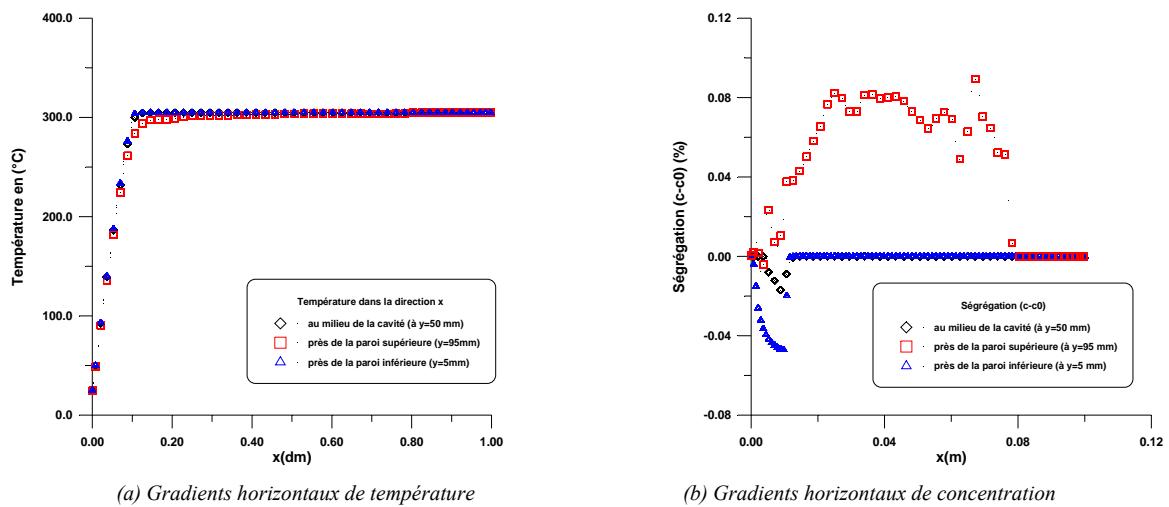 400.0
300.0
200.0
100.0
0.0
Température en (°C)
0.00
0.20
0.40
0.60
0.80
1.00
x(dm)
Température dans la direction x
au milieu de la cavité (à y=50 mm)
près de la paroi supérieure (y=95mm)
près de la paroi inférieure (y=5mm)
(a) Gradients horizontaux de température
0.12
0.08
0.04
0.00
-0.04
-0.08
Ségrégation (c-c0) (%)
0.00
0.04
0.08
0.12
x(m)
Ségrégation (c-c0)
au milieu de la cavité (à y=50 mm)
près de la paroi supérieure (à y=95 mm)
près de la paroi inférieure (à y=5 mm)
(b) Gradients horizontaux de concentration